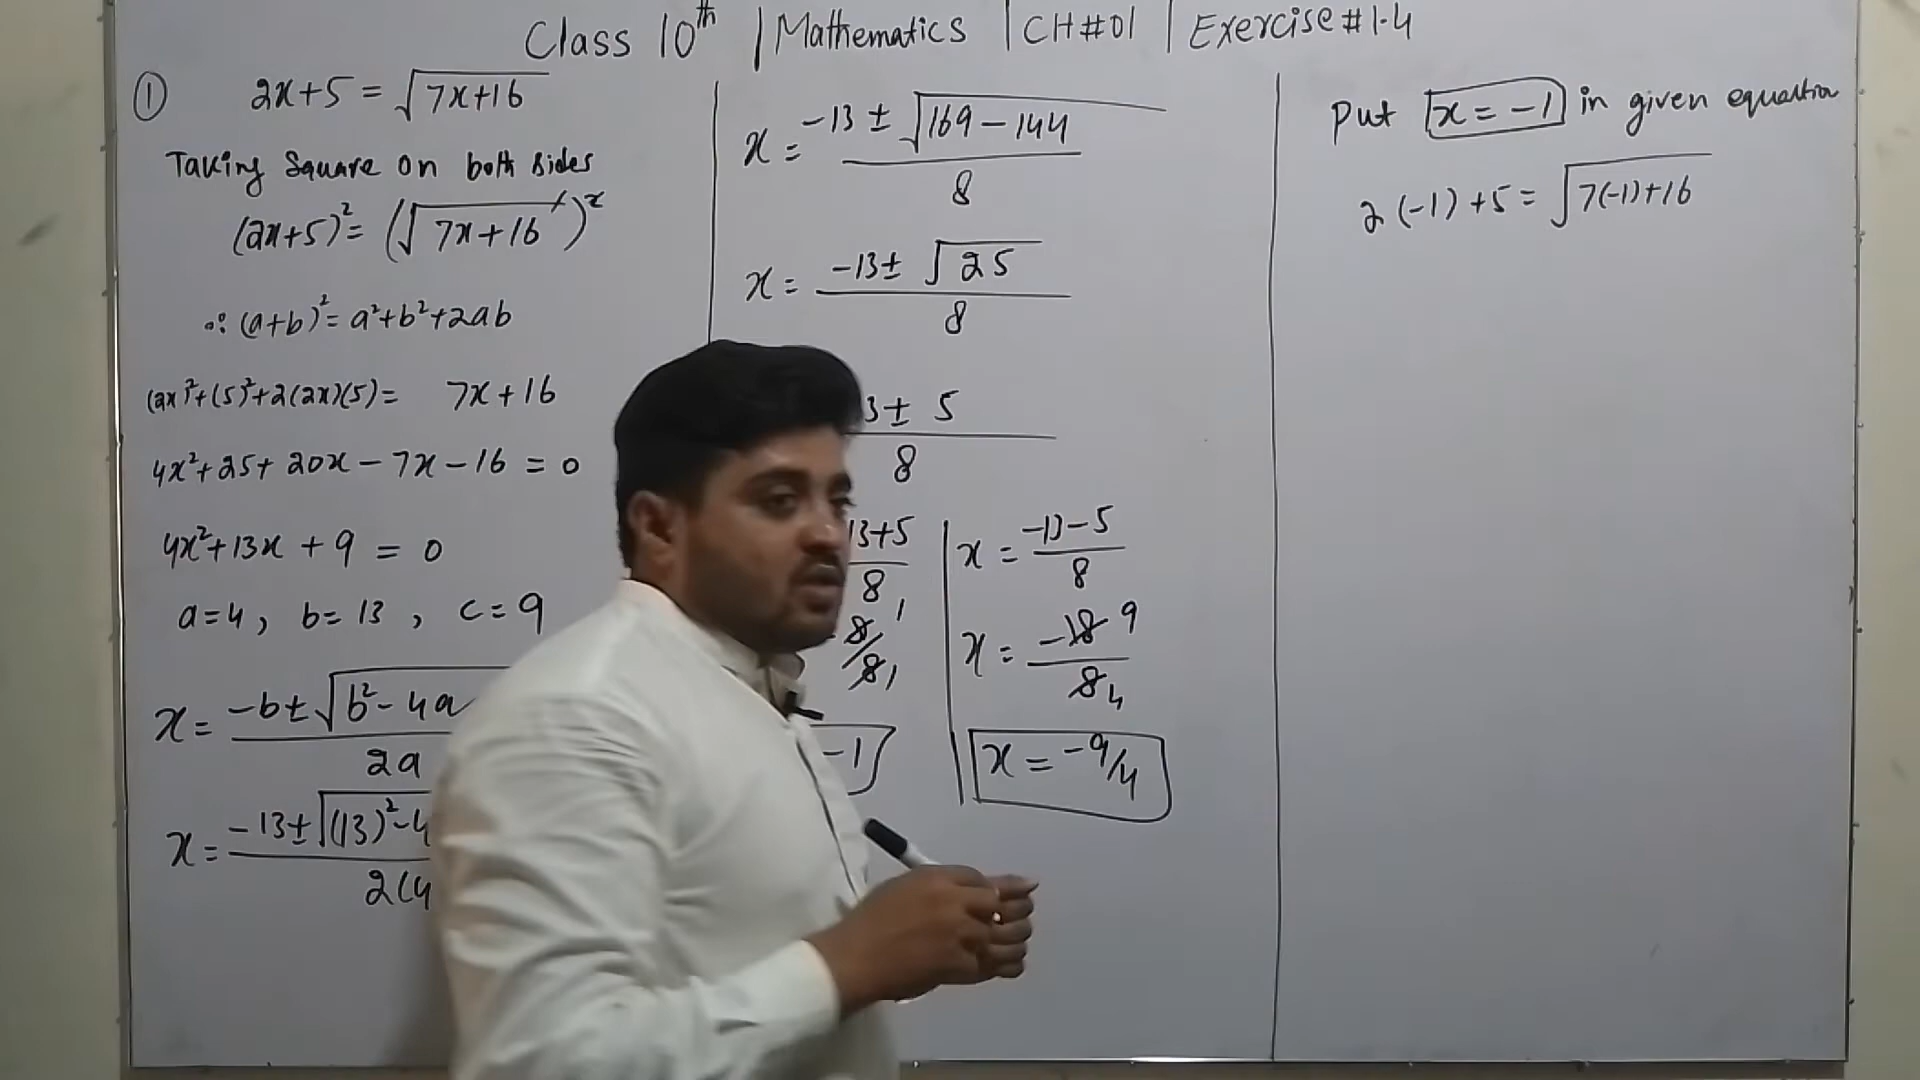 Class 10th | Mathematics | CH#01 | Exercise#1.4
① 2x+5 = √(7x+16)
Taking Square on both sides
(2x+5)² = (√(7x+16))²
∴ (a+b)² = a²+b²+2ab
(2x)²+(5)²+2(2x)(5) = 7x+16
4x²+25+20x-7x-16 = 0
4x²+13x+9 = 0
a=4, b=13, c=9
x = -b±√b²-4a
2a
x = -13±√(13)²-4
2(4
x = -13 ± √(169-144)
8
x = -13± √25
8
3± 5
8
13+5
8
8 1
8 1
-1
x = -13-5
8
x = -18 9
8 4
x = -9/4
Put x = -1 in given equation
2(-1)+5 = √(7(-1)+16)